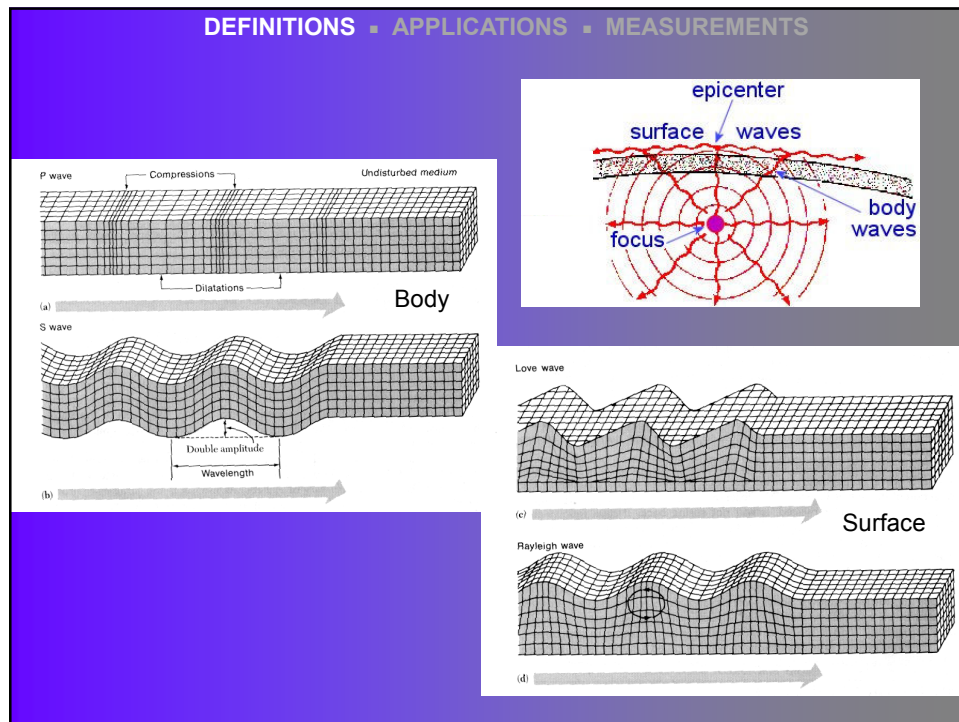 DEFINITIONS ▪ APPLICATIONS ▪ MEASUREMENTS
epicenter
surface waves
body
waves
focus
P wave
Compressions
Undisturbed medium
Dilatations
(a)
Body
S wave
Double amplitude
Wavelength
(b)
Love wave
(c)
Surface
Rayleigh wave
(d)